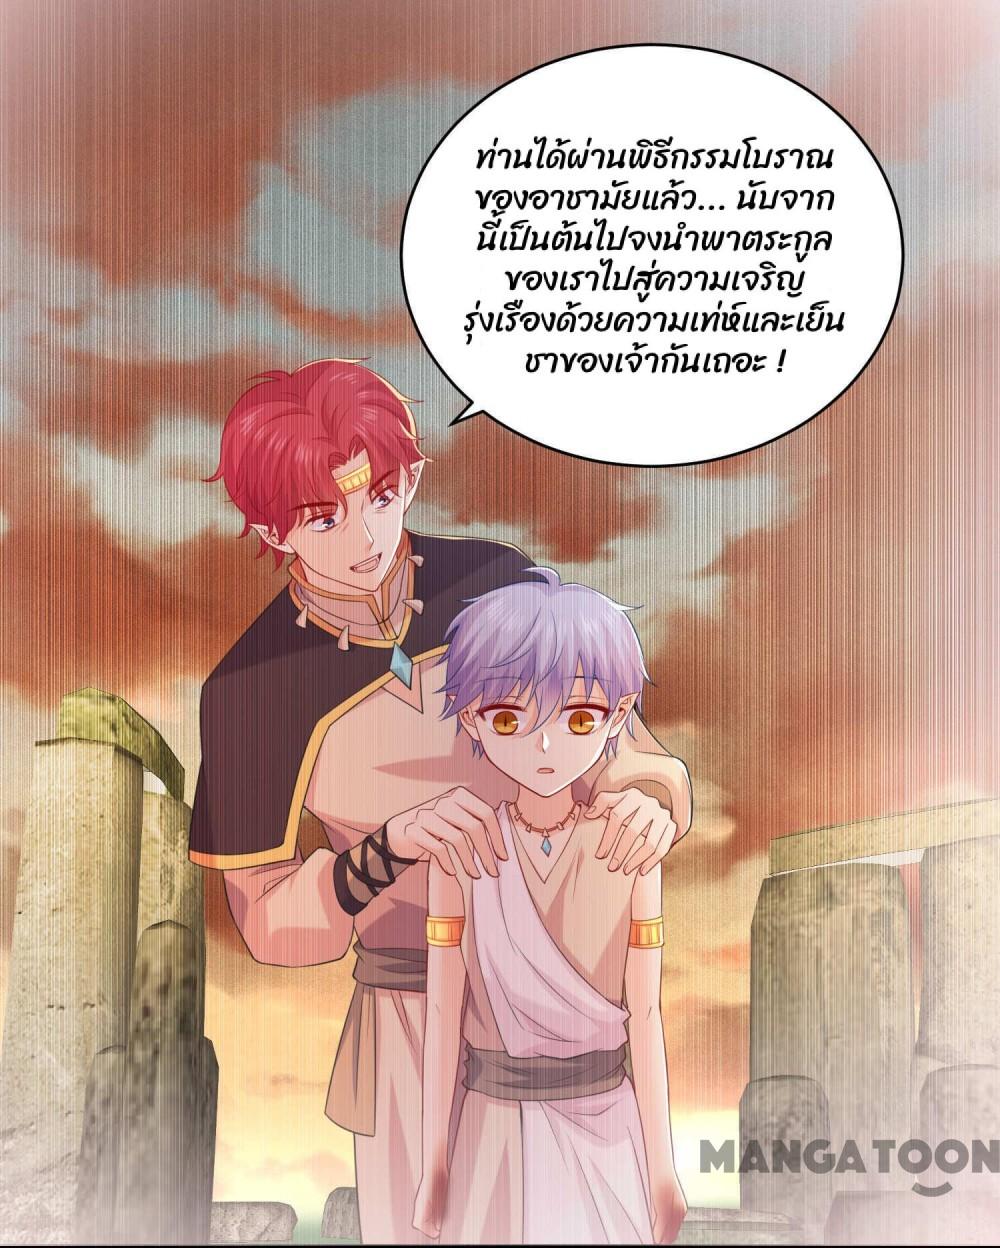 ท่านได้ผ่านพิธีกรรมโบราณ
ของอาชามัยแล้ว... นับจาก
นี้เป็นต้นไปจงนำพาตระกูล
ของเราไปสู่ความเจริญ
รุ่งเรืองด้วยความเท่ห์และเย็น
ชาของเจ้ากันเถอะ !
MANGATOON